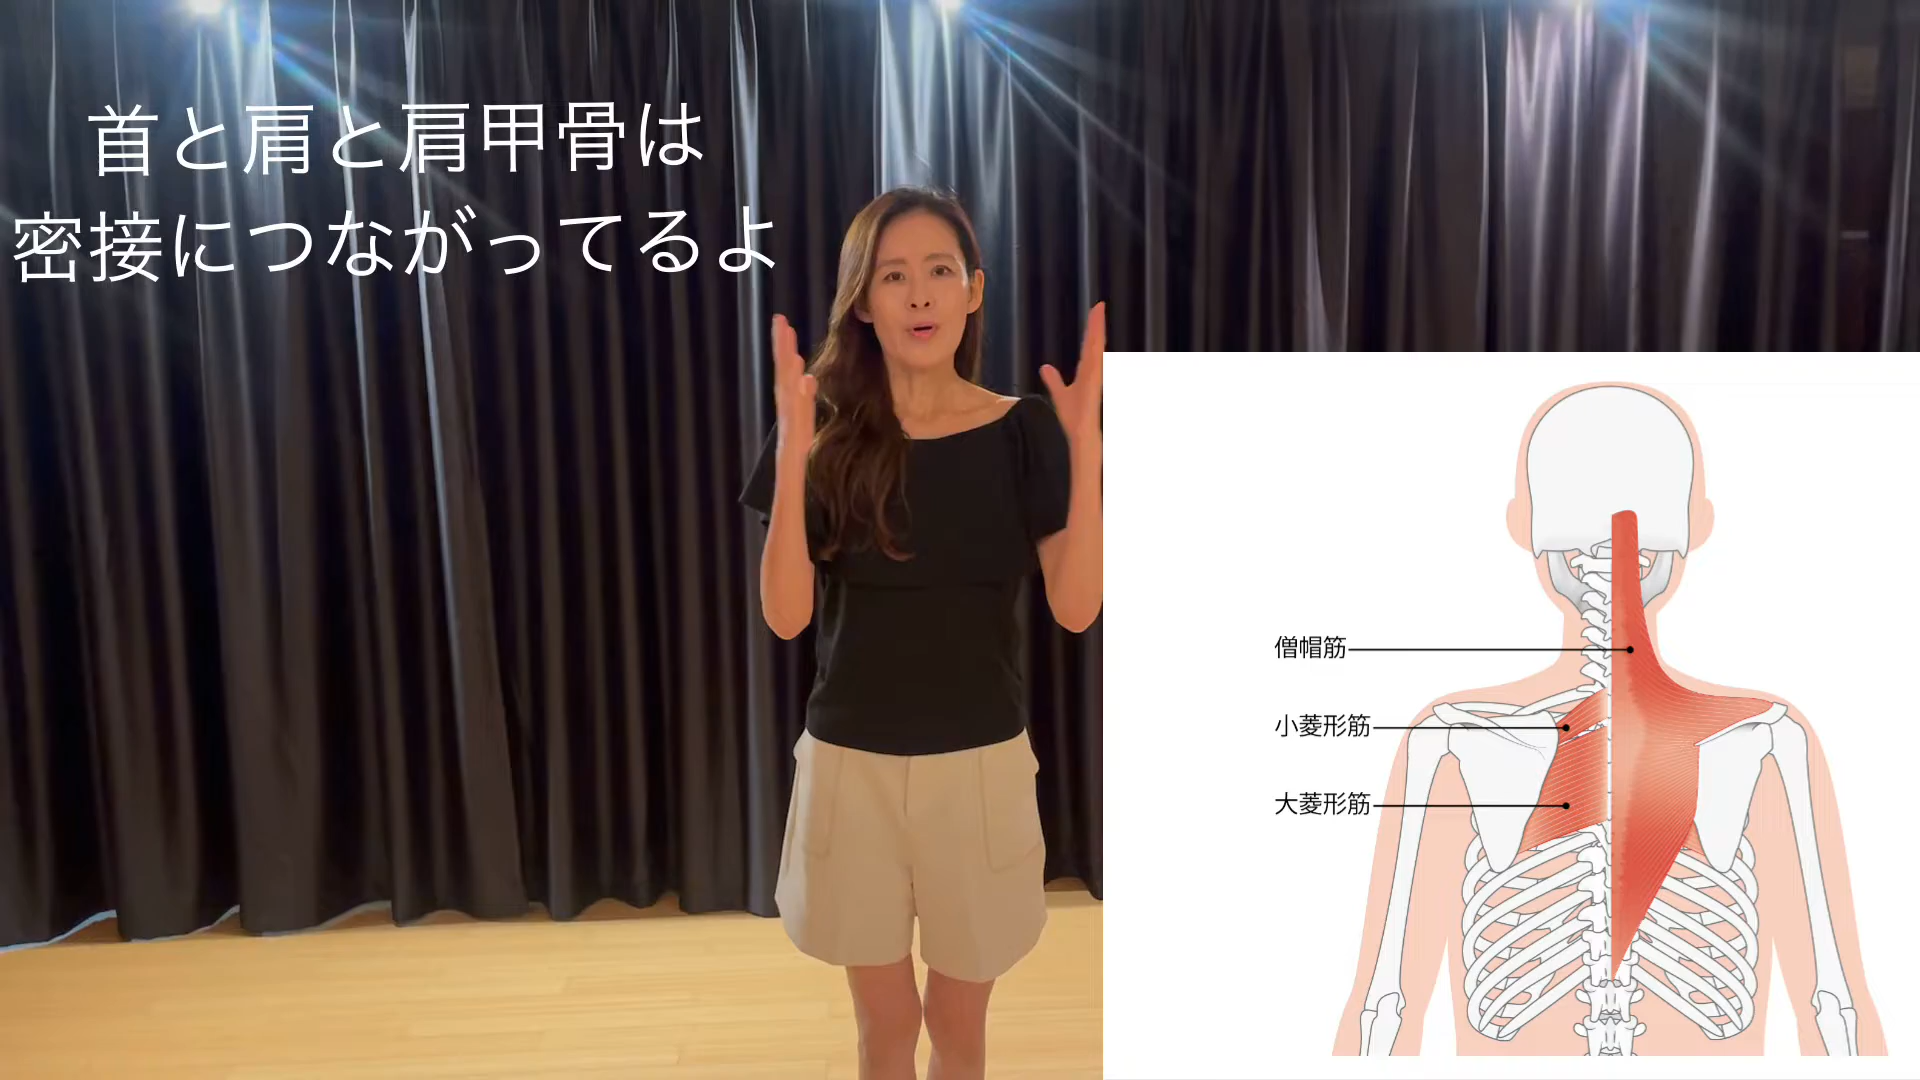 首と肩と肩甲骨は
密接につながってるよ
僧帽筋
小菱形筋
大菱形筋